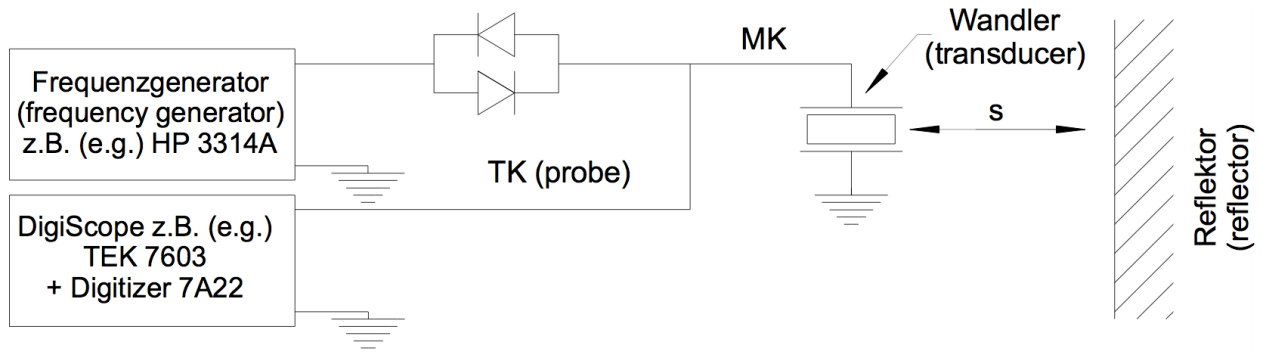 Frequenzgenerator
(frequency generator)
z.B. (e.g.) HP 3314A
MK
Wandler
(transducer)
s
TK (probe)
DigiScope z.B. (e.g.)
TEK 7603
+ Digitizer 7A22
Reflektor
(reflector)